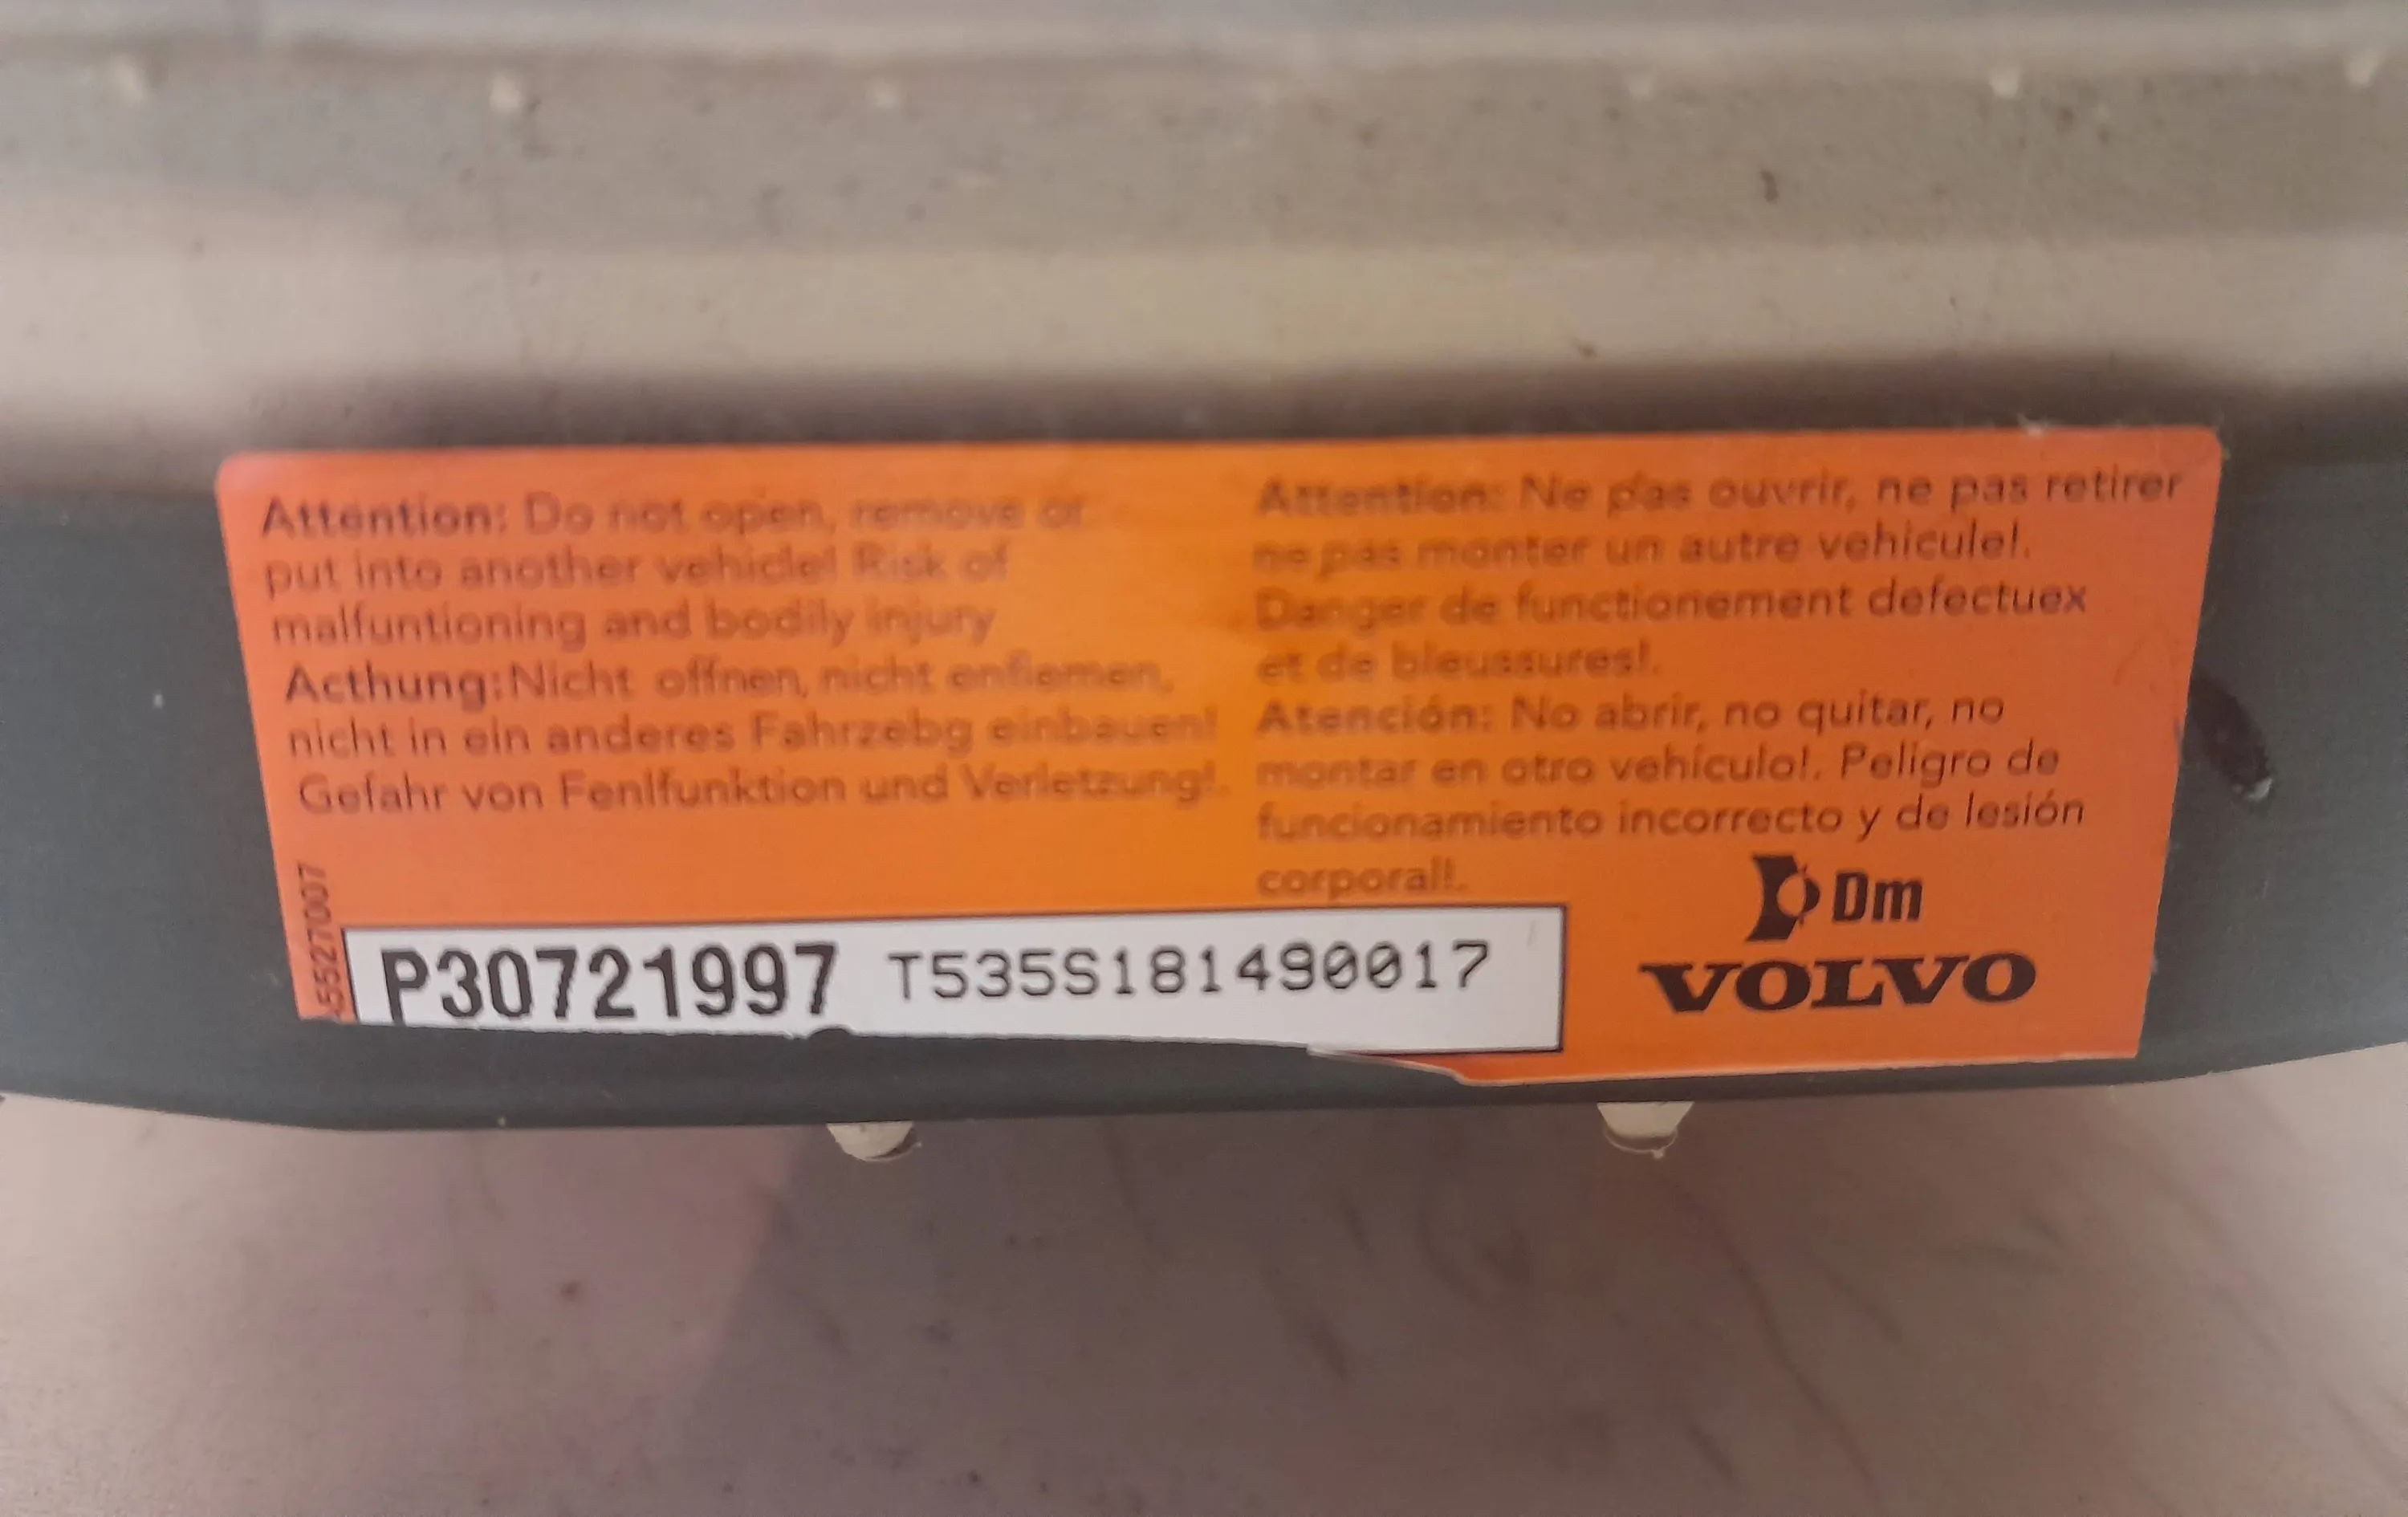 Attention: Do not open, remove or
put into another vehicle! Risk of
malfuntioning and bodily injury
Acthung: Nicht offnen, nicht enfiemen,
nicht in ein anderes Fahrzebg einbauen!
Gefahr von Fenlfunktion und Verletzung!.
Attention: Ne pas ouvrir, ne pas retirer
ne pas monter un autre vehicule!.
Danger de functionement defectuex
et de bleussures!.
Atención: No abrir, no quitar, no
montar en otro vehículo!. Peligro de
funcionamiento incorrecto y de lesión
corporal!.
45527007
P30721997 T535S181490017
Dm
VOLVO